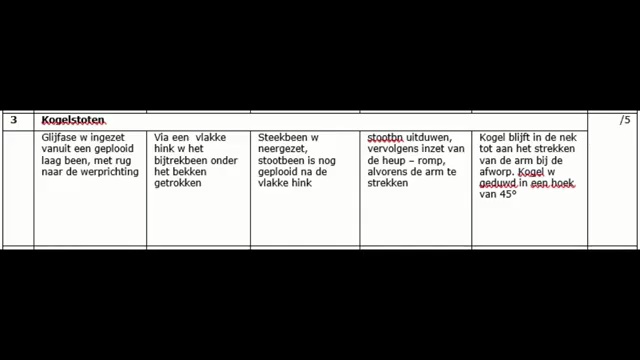 3 Kogelstoten /5
Glijfase w ingezet
vanuit een geplooid
laag been, met rug
naar de werprichting
Via een vlakke
hink w het
bijtrekbeen onder
het bekken
getrokken
Steekbeen w
neergezet,
stootbeen is nog
geplooid na de
vlakke hink
stootbn uitduwen,
vervolgens inzet van
de heup – romp,
alvorens de arm te
strekken
Kogel blijft in de nek
tot aan het strekken
van de arm bij de
afworp. Kogel w
geduwd in een hoek
van 45°